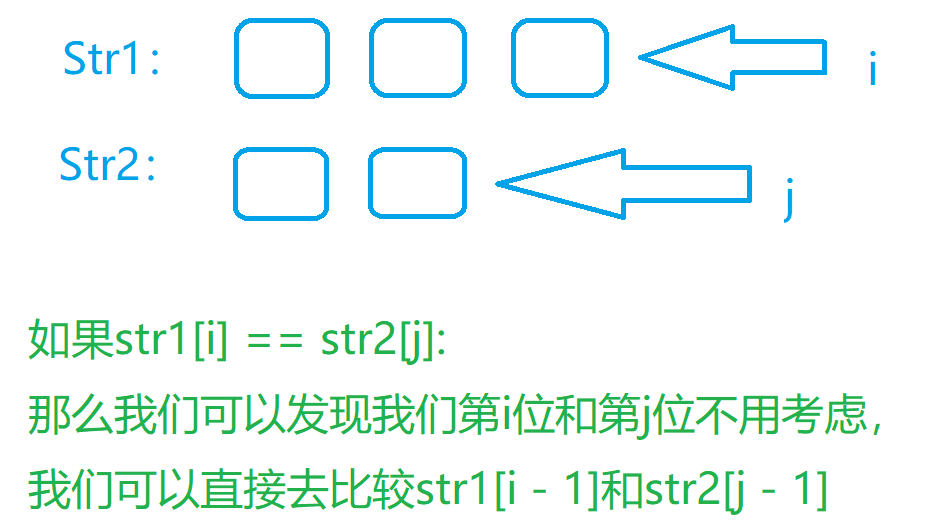 Str1： i
Str2： j
如果str1[i] == str2[j]:
那么我们可以发现我们第i位和第j位不用考虑，
我们可以直接去比较str1[i - 1]和str2[j - 1]